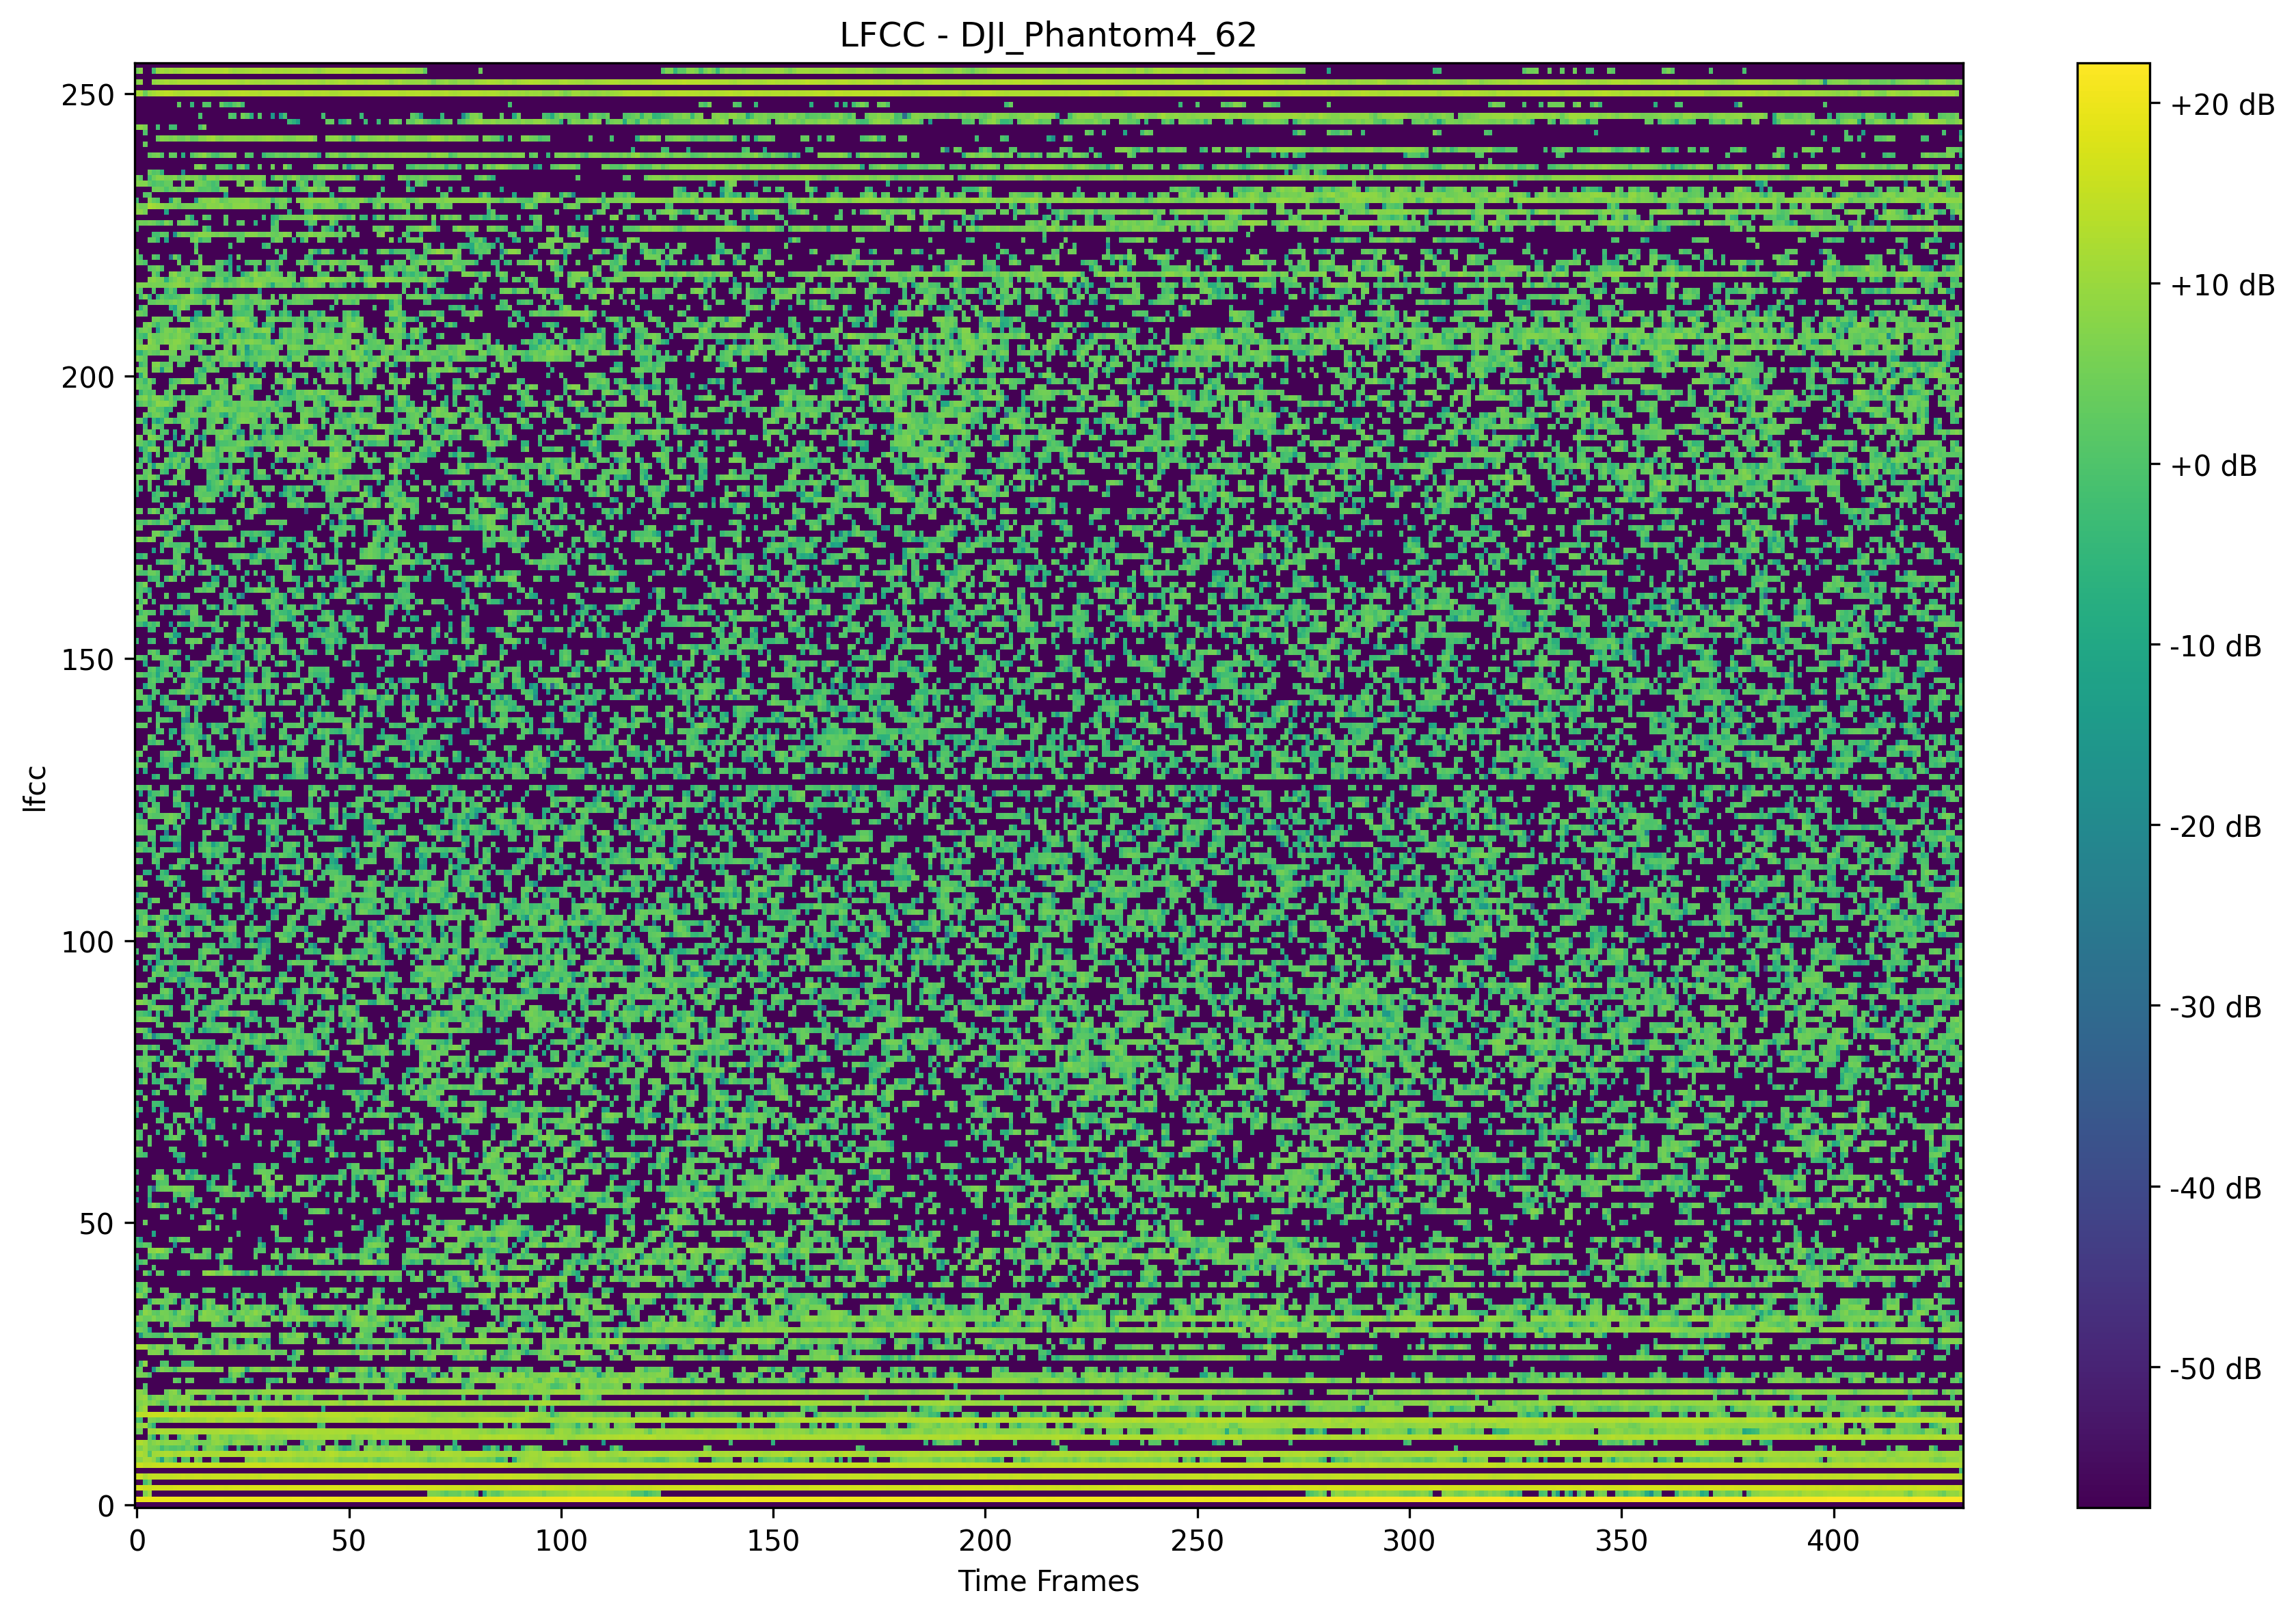 LFCC - DJI_Phantom4_62
lfcc
250
200
150
100
50
0
0 50 100 150 200 250 300 350 400
Time Frames
+20 dB
+10 dB
+0 dB
-10 dB
-20 dB
-30 dB
-40 dB
-50 dB